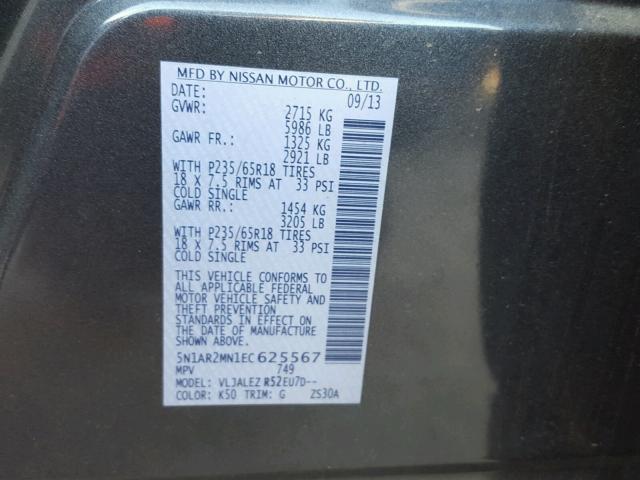 MFD BY NISSAN MOTOR CO., LTD.
DATE: 09/13
GVWR: 2715 KG
5986 LB
GAWR FR.: 1325 KG
2921 LB
WITH P235/65R18 TIRES
18 X 7.5 RIMS AT 33 PSI
COLD SINGLE
GAWR RR.: 1454 KG
3205 LB
WITH P235/65R18 TIRES
18 X 7.5 RIMS AT 33 PSI
COLD SINGLE
THIS VEHICLE CONFORMS TO
ALL APPLICABLE FEDERAL
MOTOR VEHICLE SAFETY AND
THEFT PREVENTION
STANDARDS IN EFFECT ON
THE DATE OF MANUFACTURE
SHOWN ABOVE.
5N1AR2MN1EC625567
MPV 749
MODEL: VLJALEZ R52EU7D--
COLOR: K50 TRIM: G ZS30A